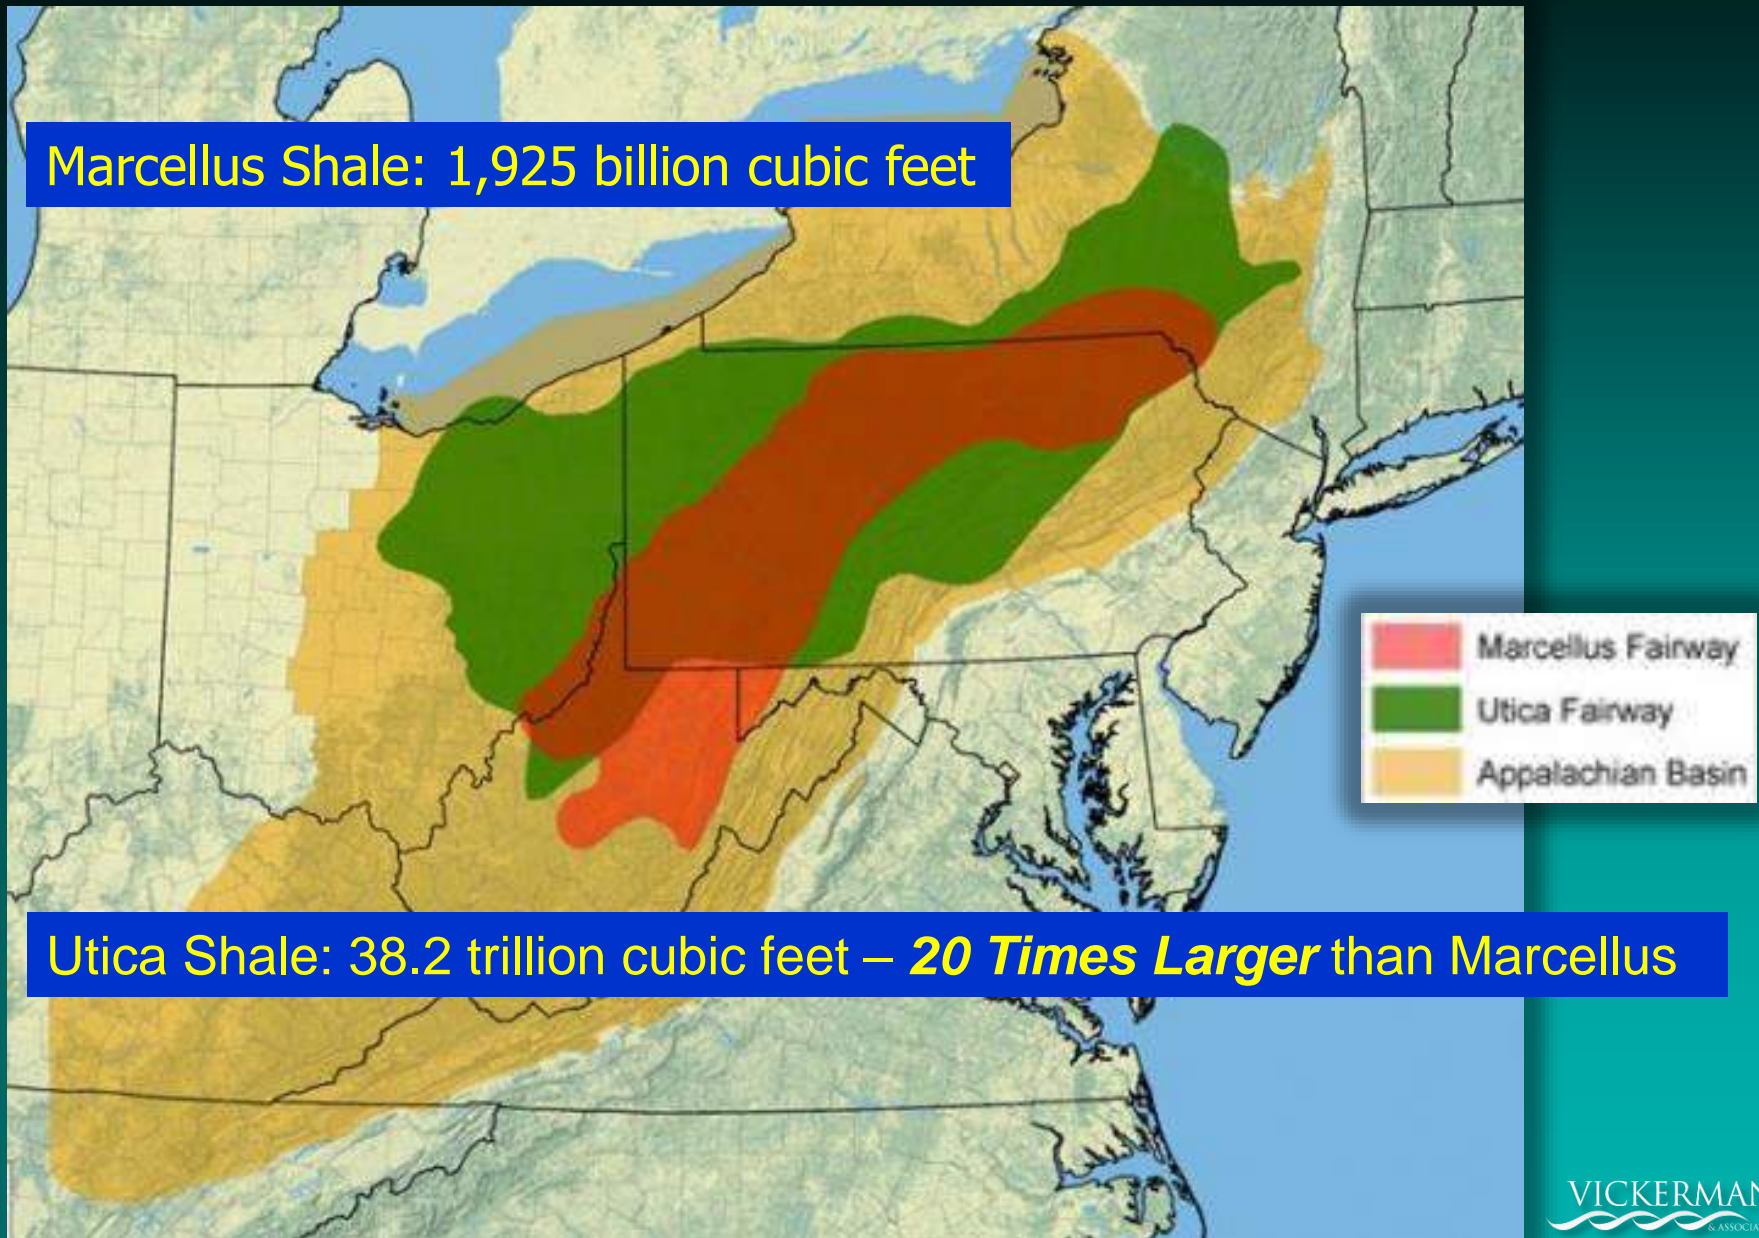 Marcellus Shale: 1,925 billion cubic feet
Marcellus Fairway
Utica Fairway
Appalachian Basin
Utica Shale: 38.2 trillion cubic feet – 20 Times Larger than Marcellus
VICKERMAN
& ASSOCIA